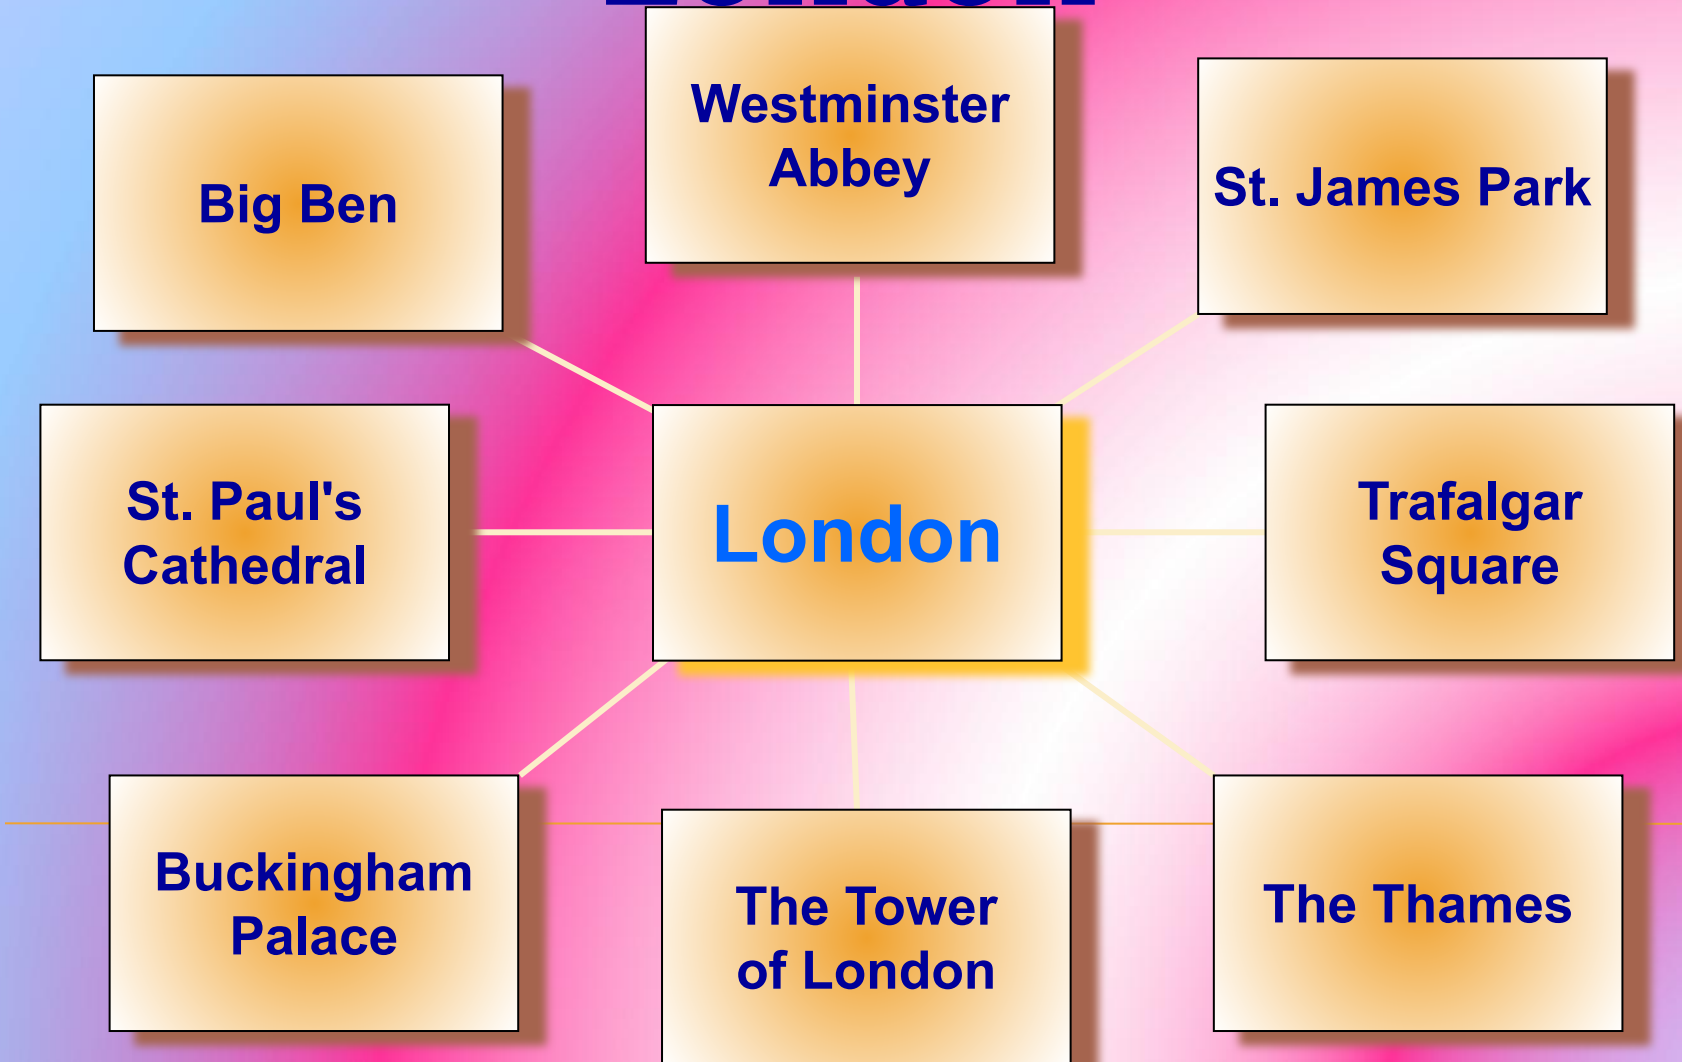 London
Westminster
Abbey
Big Ben
St. James Park
St. Paul's
Cathedral
London
Trafalgar
Square
Buckingham
Palace
The Tower
of London
The Thames